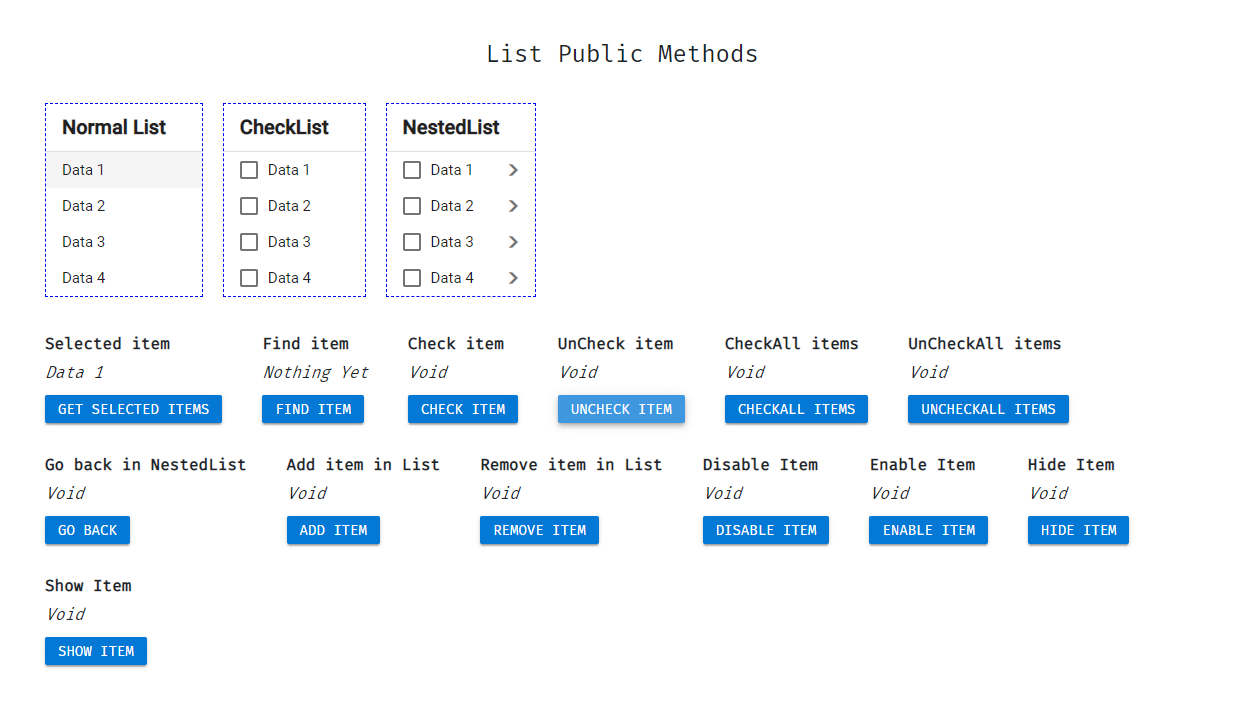 List Public Methods
Normal List
Data 1
Data 2
Data 3
Data 4
CheckList
Data 1
Data 2
Data 3
Data 4
NestedList
Data 1
Data 2
Data 3
Data 4
Selected item
Data 1
GET SELECTED ITEMS
Find item
Nothing Yet
FIND ITEM
Check item
Void
CHECK ITEM
UnCheck item
Void
UNCHECK ITEM
CheckAll items
Void
CHECKALL ITEMS
UnCheckAll items
Void
UNCHECKALL ITEMS
Go back in NestedList
Void
GO BACK
Add item in List
Void
ADD ITEM
Remove item in List
Void
REMOVE ITEM
Disable Item
Void
DISABLE ITEM
Enable Item
Void
ENABLE ITEM
Hide Item
Void
HIDE ITEM
Show Item
Void
SHOW ITEM